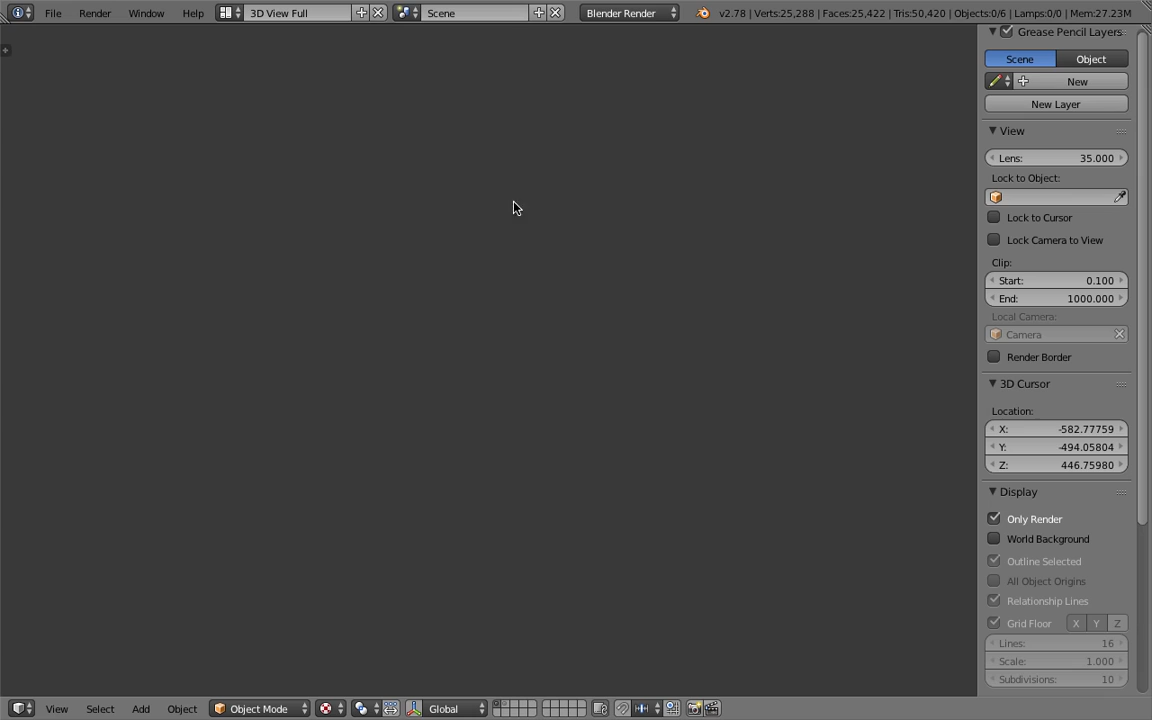 File Render Window Help 3D View Full Scene Blender Render v2.78 | Verts:25,288 | Faces:25,422 | Tris:50,420 | Objects:0/6 | Lamps:0/0 | Mem:27.23M
Grease Pencil Layers
Scene Object
New
New Layer
View
Lens: 35.000
Lock to Object:
Lock to Cursor
Lock Camera to View
Clip:
Start: 0.100
End: 1000.000
Local Camera:
Camera
Render Border
3D Cursor
Location:
X: -582.77759
Y: -494.05804
Z: 446.75980
Display
Only Render
World Background
Outline Selected
All Object Origins
Relationship Lines
Grid Floor X Y Z
Lines: 16
Scale: 1.000
Subdivisions: 10
View Select Add Object Object Mode Global